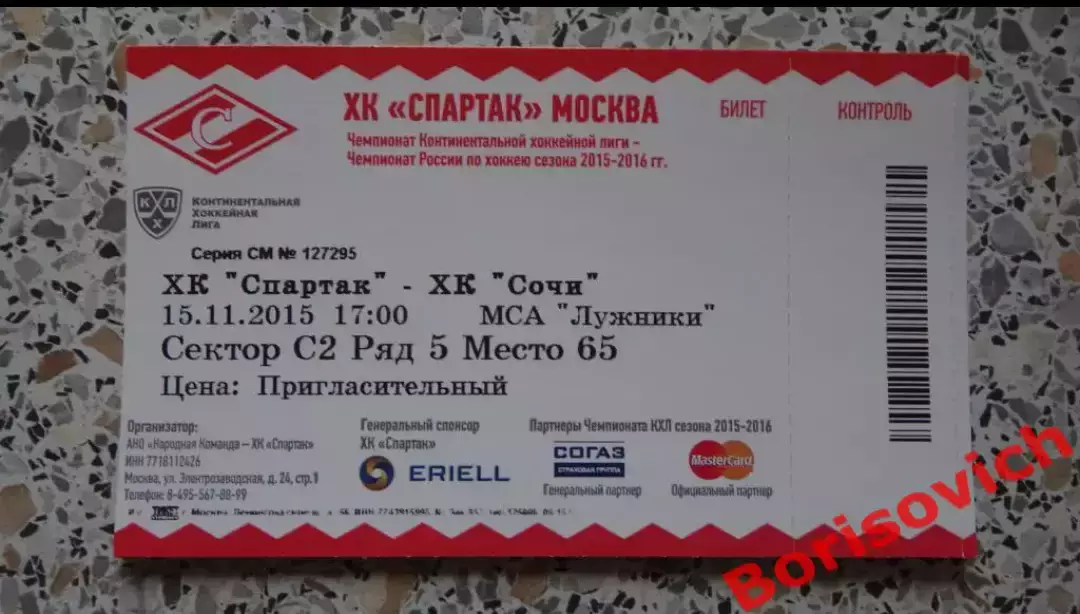 ХК «СПАРТАК» МОСКВА
БИЛЕТ
КОНТРОЛЬ
Чемпионат Континентальной хоккейной лиги –
Чемпионат России по хоккею сезона 2015-2016 гг.
С
КХЛ
КОНТИНЕНТАЛЬНАЯ
ХОККЕЙНАЯ
ЛИГА
Серия СМ № 127295
ХК "Спартак" - ХК "Сочи"
15.11.2015 17:00 МСА "Лужники"
Сектор С2 Ряд 5 Место 65
Цена: Пригласительный
Организатор:
АНО «Народная Команда – ХК «Спартак»
ИНН 7718112426
Москва, ул. Электрозаводская, д. 24, стр.1
Телефон: 8-495-567-08-99
Генеральный спонсор
ХК «Спартак»
ERIELL
Партнеры Чемпионата КХЛ сезона 2015-2016
СОГАЗ
СТРАХОВАЯ ГРУППА
Генеральный партнер
MasterCard
Официальный партнер
Borisovich